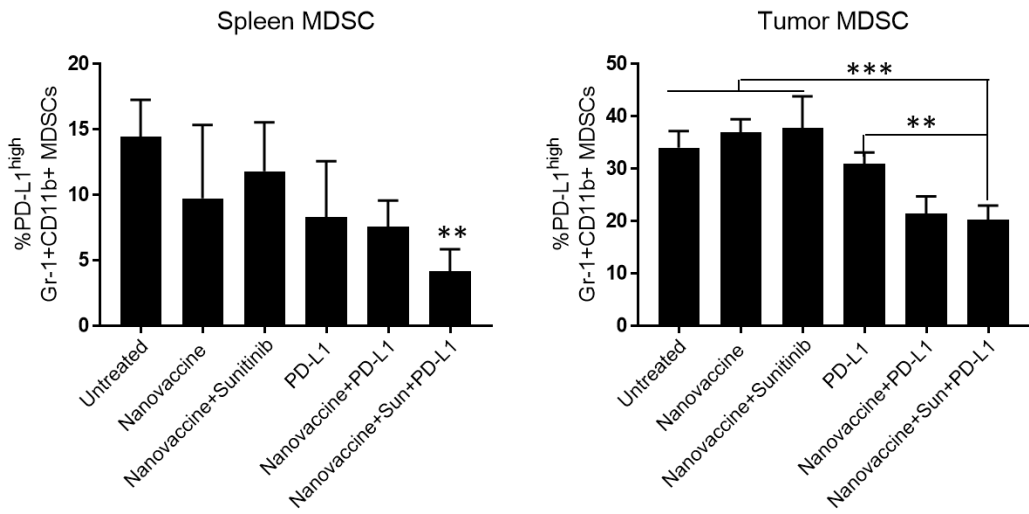 Spleen MDSC
%PD-L1high
Gr-1+CD11b+ MDSCs
20
15
10
5
0
**
Untreated
Nanovaccine
Nanovaccine+Sunitinib
PD-L1
Nanovaccine+PD-L1
Nanovaccine+Sun+PD-L1
Tumor MDSC
%PD-L1high
Gr-1+CD11b+ MDSCs
50
40
30
20
10
0
***
**
Untreated
Nanovaccine
Nanovaccine+Sunitinib
PD-L1
Nanovaccine+PD-L1
Nanovaccine+Sun+PD-L1